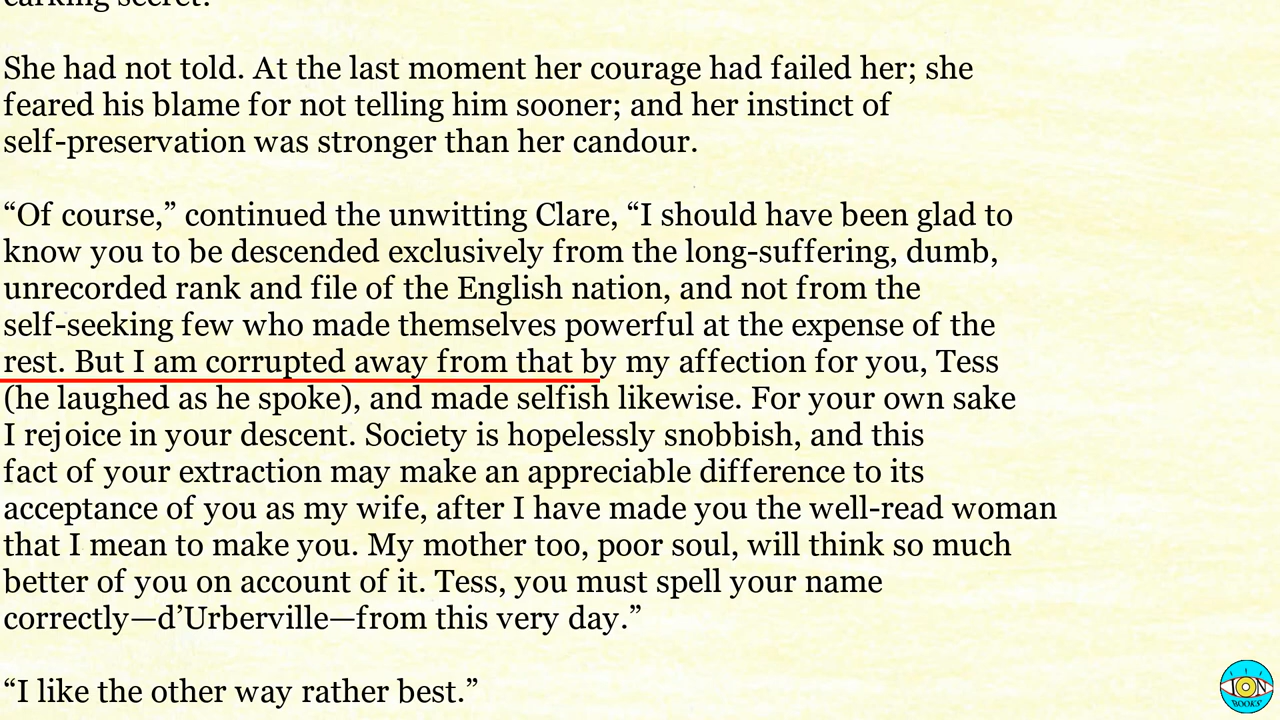 carking secret.
She had not told. At the last moment her courage had failed her; she
feared his blame for not telling him sooner; and her instinct of
self-preservation was stronger than her candour.
“Of course,” continued the unwitting Clare, “I should have been glad to
know you to be descended exclusively from the long-suffering, dumb,
unrecorded rank and file of the English nation, and not from the
self-seeking few who made themselves powerful at the expense of the
rest. But I am corrupted away from that by my affection for you, Tess
(he laughed as he spoke), and made selfish likewise. For your own sake
I rejoice in your descent. Society is hopelessly snobbish, and this
fact of your extraction may make an appreciable difference to its
acceptance of you as my wife, after I have made you the well-read woman
that I mean to make you. My mother too, poor soul, will think so much
better of you on account of it. Tess, you must spell your name
correctly—d’Urberville—from this very day.”
“I like the other way rather best.”
ION
BOOKS